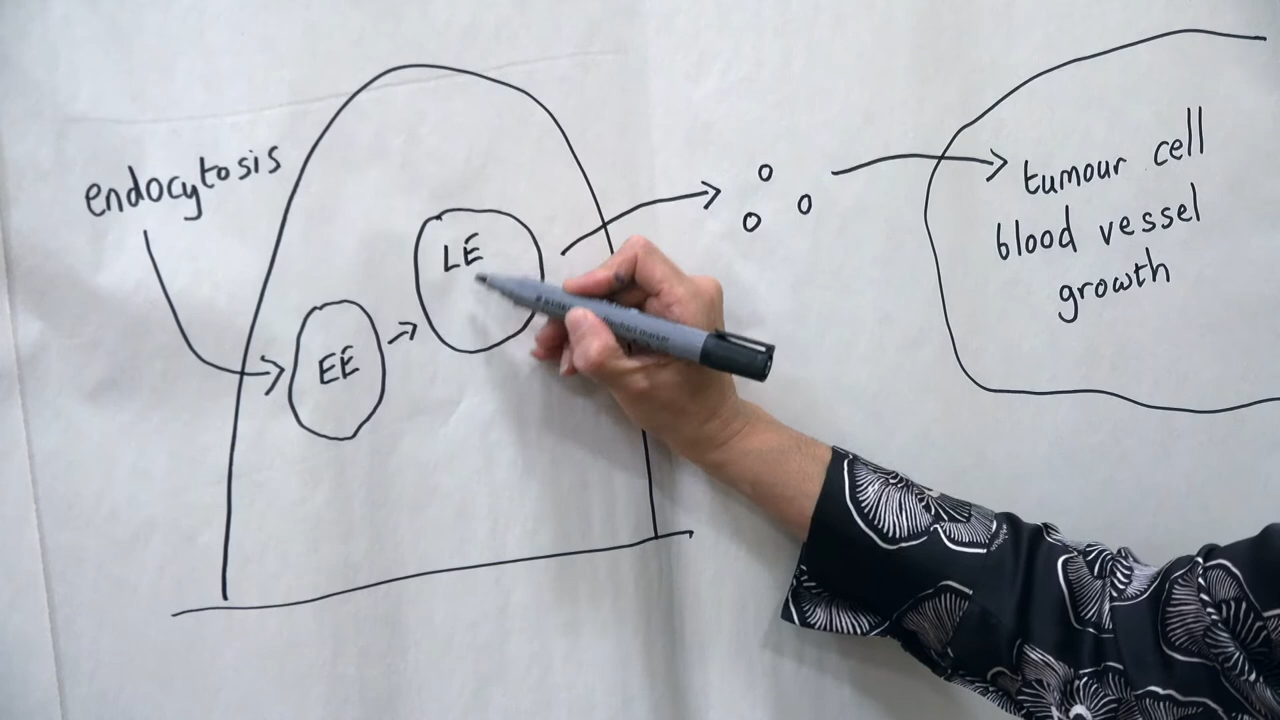 endocytosis
EE
LE
tumour cell
blood vessel
growth